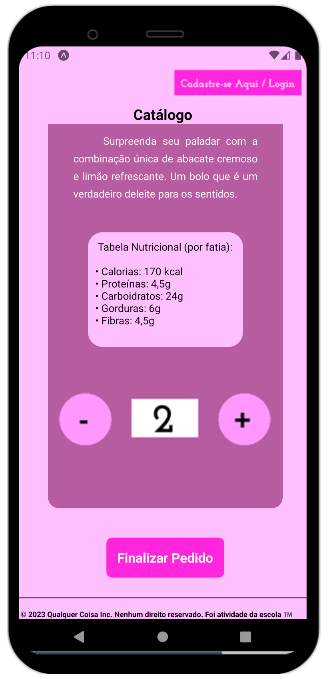 11:10
Cadastre-se Aqui / Login
Catálogo
Surpreenda seu paladar com a
combinação única de abacate cremoso
e limão refrescante. Um bolo que é um
verdadeiro deleite para os sentidos.
Tabela Nutricional (por fatia):
• Calorias: 170 kcal
• Proteínas: 4,5g
• Carboidratos: 24g
• Gorduras: 6g
• Fibras: 4,5g
- 2 +
Finalizar Pedido
© 2023 Qualquer Coisa Inc. Nenhum direito reservado. Foi atividade da escola ™